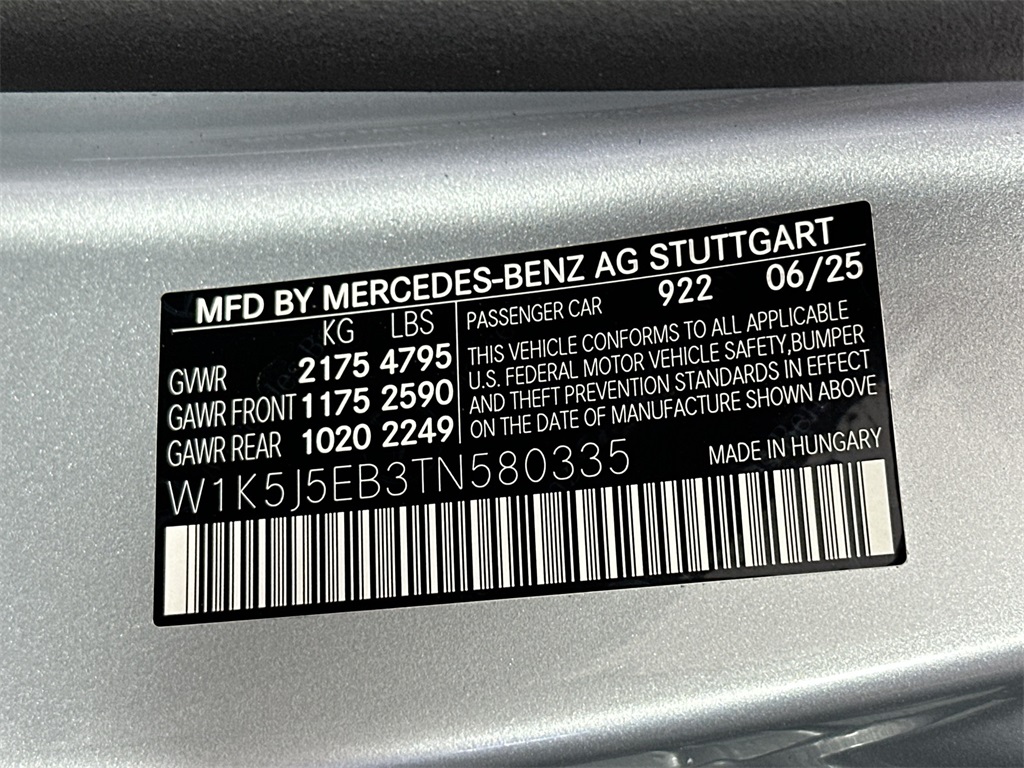 MFD BY MERCEDES-BENZ AG STUTTGART
KG LBS
GVWR 2175 4795
GAWR FRONT 1175 2590
GAWR REAR 1020 2249
PASSENGER CAR 922 06/25
THIS VEHICLE CONFORMS TO ALL APPLICABLE
U.S. FEDERAL MOTOR VEHICLE SAFETY,BUMPER
AND THEFT PREVENTION STANDARDS IN EFFECT
ON THE DATE OF MANUFACTURE SHOWN ABOVE
W1K5J5EB3TN580335
MADE IN HUNGARY